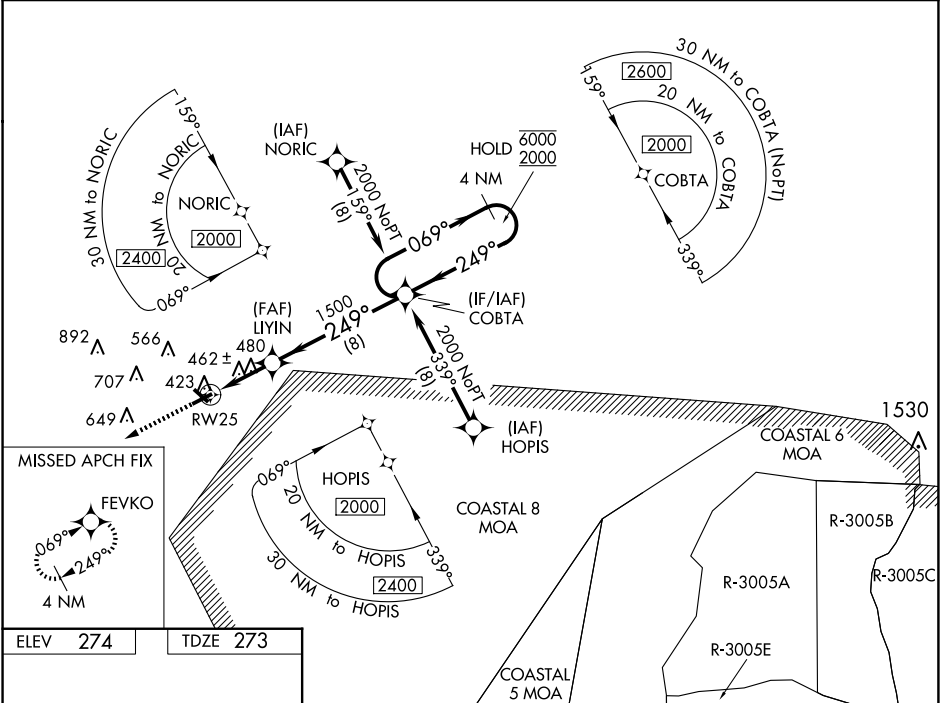 30 NM to COBTA (NoPT)
2600
159°
20 NM to COBTA
2000
COBTA
339°
30 NM to NORIC
159°
20 NM to NORIC
NORIC
2000
2400
069°
(IAF)
NORIC
2000 NoPT
159°
(8)
HOLD 6000
2000
4 NM
069°
249°
(IF/IAF)
COBTA
(FAF)
LIYIN
1500
249°
(8)
2000 NoPT
339°
(8)
(IAF)
HOPIS
892
566
480
462 ±
707
423
649
RW25
1530
COASTAL 6
MOA
MISSED APCH FIX
FEVKO
069°
249°
4 NM
069°
HOPIS
2000
20 NM to HOPIS
339°
2400
30 NM to HOPIS
COASTAL 8
MOA
R-3005B
R-3005A
R-3005C
R-3005E
COASTAL
5 MOA
ELEV 274
TDZE 273